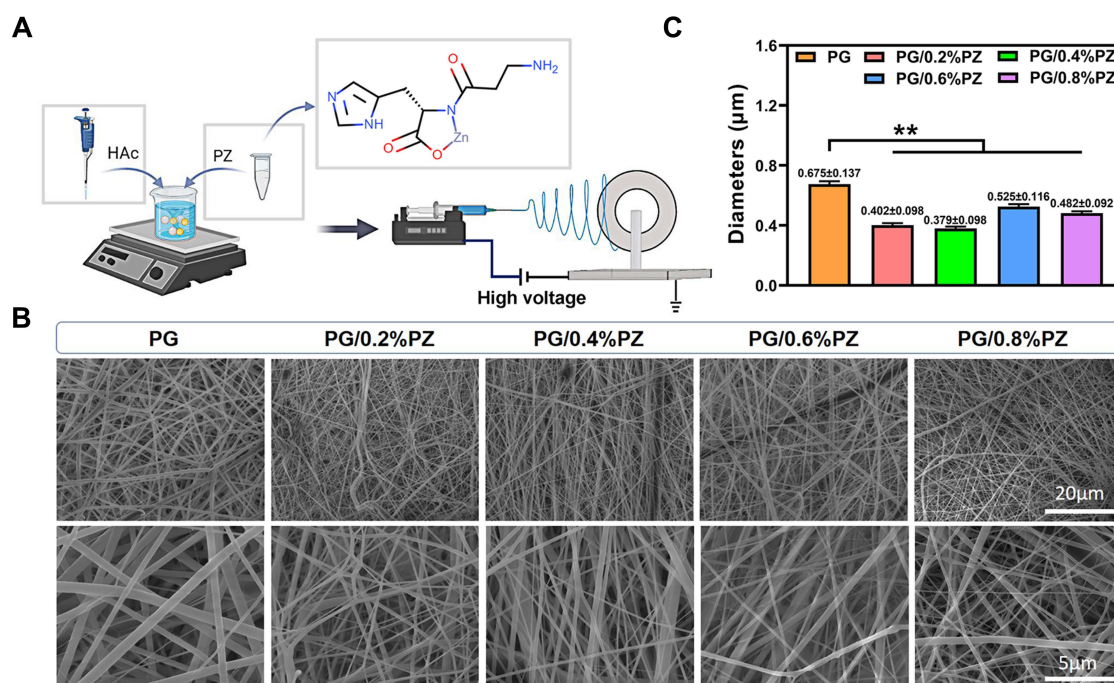 A
HAc
PZ
N
NH
O
O
O
N
Zn
NH₂
High voltage
C
Diameters (μm)
1.6
1.2
0.8
0.4
0.0
PG
PG/0.2%PZ
PG/0.4%PZ
PG/0.6%PZ
PG/0.8%PZ
**
0.675±0.137
0.402±0.098
0.379±0.098
0.525±0.116
0.482±0.092
B
PG
PG/0.2%PZ
PG/0.4%PZ
PG/0.6%PZ
PG/0.8%PZ
20μm
5μm